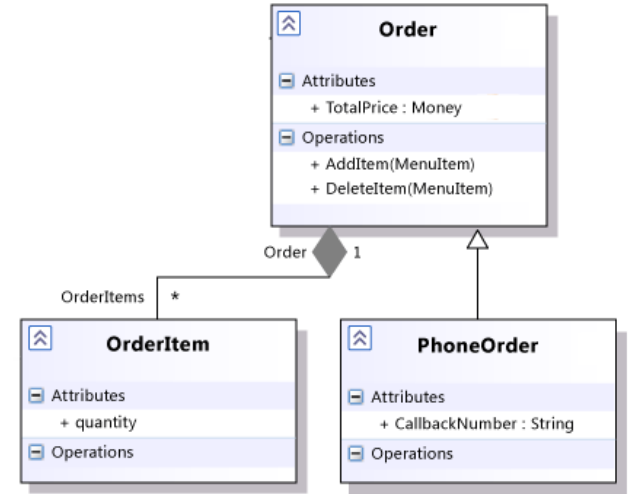 Order
Attributes
+ TotalPrice : Money
Operations
+ AddItem(MenuItem)
+ DeleteItem(MenuItem)
Order 1
OrderItems *
OrderItem
Attributes
+ quantity
Operations
PhoneOrder
Attributes
+ CallbackNumber : String
Operations